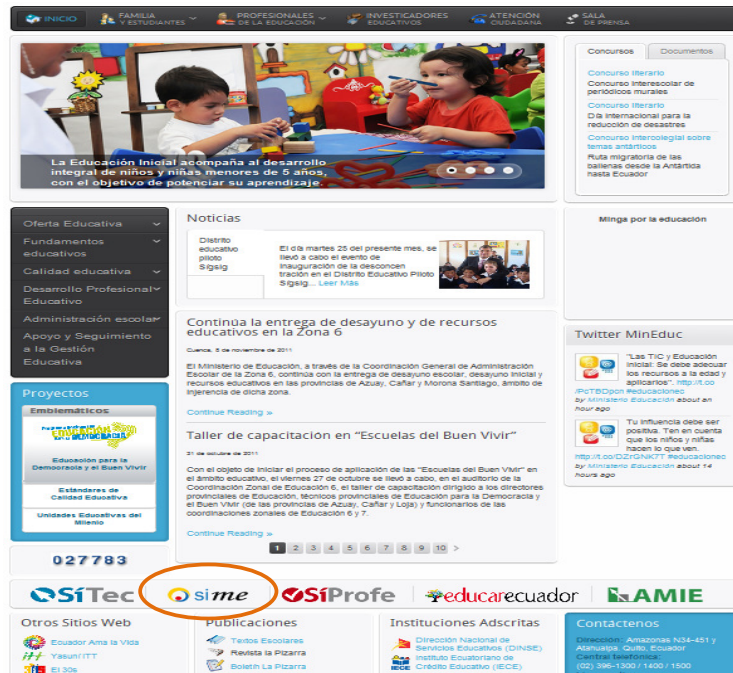 INICIO
FAMILIA
Y ESTUDIANTES
PROFESIONALES
DE LA EDUCACIÓN
INVESTIGADORES
EDUCATIVOS
ATENCIÓN
CIUDADANA
SALA
DE PRENSA
La Educación Inicial acompaña al desarrollo
integral de niños y niñas menores de 5 años,
con el objetivo de potenciar su aprendizaje.
Concursos
Documentos
Concurso literario
Concurso interescolar de
periódicos murales
Concurso literario
Día internacional para la
reducción de desastres
Concurso intercolegial sobre
temas antárticos
Ruta migratoria de las
ballenas desde la Antártida
hasta Ecuador
Oferta Educativa
Fundamentos
educativos
Calidad educativa
Desarrollo Profesional
Educativo
Administración escolar
Apoyo y Seguimiento
a la Gestión
Educativa
Noticias
Distrito
educativo
piloto
Sígsig
El día martes 25 del presente mes, se
llevó a cabo el evento de
inauguración de la desconcen
tración en el Distrito Educativo Piloto
Sígsig... Leer Más
Minga por la educación
Continúa la entrega de desayuno y de recursos
educativos en la Zona 6
Cuenca, 8 de noviembre de 2011
El Ministerio de Educación, a través de la Coordinación General de Administración
Escolar de la Zona 6, continúa con la entrega de desayuno escolar, desayuno inicial y
recursos educativos en las provincias de Azuay, Cañar y Morona Santiago, ámbito de
injerencia de dicha zona.
Continue Reading »
Taller de capacitación en “Escuelas del Buen Vivir”
31 de octubre de 2011
Con el objeto de iniciar el proceso de aplicación de las "Escuelas del Buen Vivir" en
el ámbito educativo, el viernes 27 de octubre se llevó a cabo, en el auditorio de la
Coordinación Zonal de Educación 6, el taller de capacitación dirigido a los directores
provinciales de Educación, técnicos provinciales de Educación para la Democracia y
el Buen Vivir (de las provincias de Azuay, Cañar y Loja) y funcionarios de las
coordinaciones zonales de Educación 6 y 7.
Continue Reading »
1 2 3 4 5 6 7 8 9 10 >
Twitter MinEduc
"Las TIC y Educación
Inicial: Se debe adecuar
los recursos a la edad y
aplicarlos". http://t.co
/PcTBDpcn #educacionec
by Ministerio Educación about an
hour ago
Tu influencia debe ser
positiva. Ten en cuenta
que los niños y niñas
hacen lo que ven.
http://t.co/DZrGNK7T #educacionec
by Ministerio Educación about 14
hours ago
Proyectos
Emblemáticos
Educación para la
Democracia y el Buen Vivir
Estándares de
Calidad Educativa
Unidades Educativas del
Milenio
027783
SíTec
sime
SíProfe
educarecuador
AMIE
Otros Sitios Web
Ecuador Ama la Vida
Yasuní ITT
El 30s
Publicaciones
Textos Escolares
Revista la Pizarra
Boletín La Pizarra
Instituciones Adscritas
Dirección Nacional de
Servicios Educativos (DINSE)
IECE
Instituto Ecuatoriano de
Crédito Educativo (IECE)
Contáctenos
Dirección: Amazonas N34-451 y
Atahualpa. Quito, Ecuador
Central telefónica:
(02) 396-1300 / 1400 / 1500